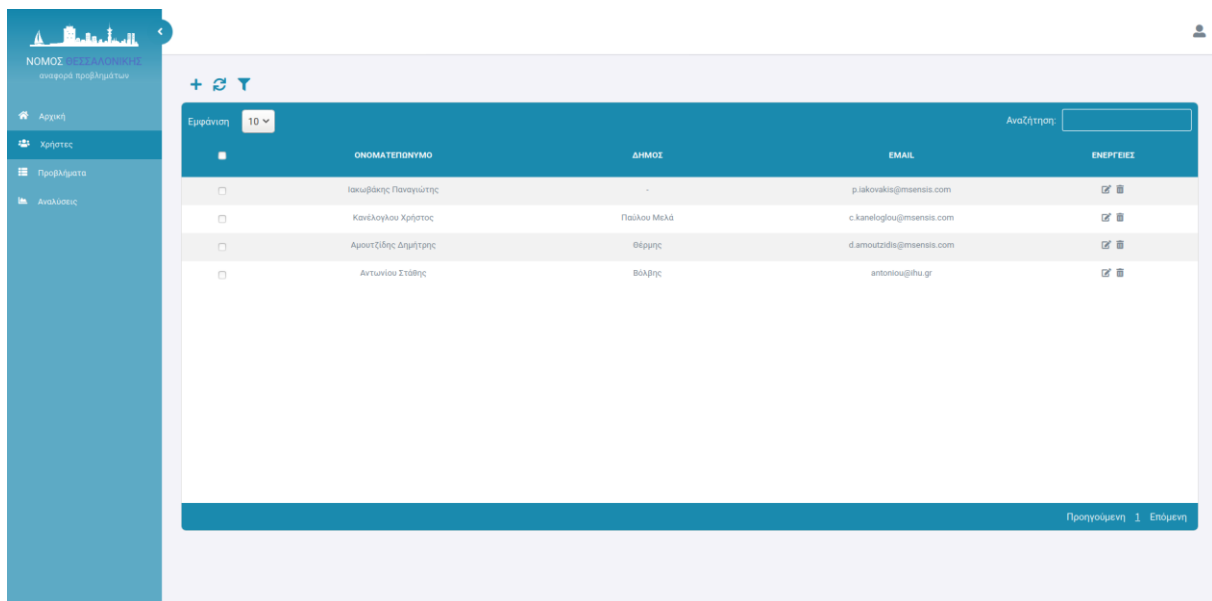 ΝΟΜΟΣ ΘΕΣΣΑΛΟΝΙΚΗΣ
αναφορά προβλημάτων
Αρχική
Χρήστες
Προβλήματα
Αναλύσεις
Εμφάνιση 10 Αναζήτηση:
ΟΝΟΜΑΤΕΠΩΝΥΜΟ ΔΗΜΟΣ EMAIL ΕΝΕΡΓΕΙΕΣ
Ιακωβάκης Παναγιώτης - p.iakovakis@msensis.com
Κανέλογλου Χρήστος Παύλου Μελά c.kaneloglou@msensis.com
Αμουτζίδης Δημήτρης Θέρμης d.amoutzidis@msensis.com
Αντωνίου Στάθης Βόλβης antoniou@ihu.gr
Προηγούμενη 1 Επόμενη